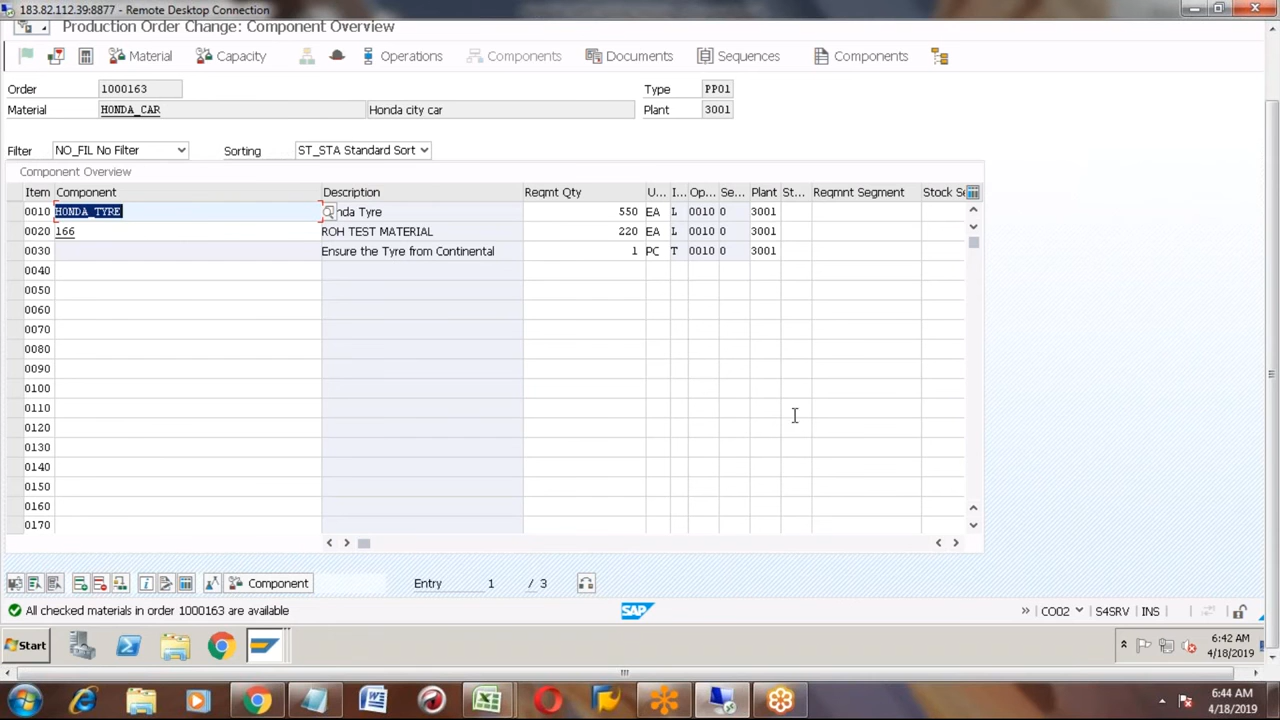 183.82.112.39:8877 - Remote Desktop Connection
Production Order Change: Component Overview
Material Capacity Operations Components Documents Sequences Components
Order 1000163 Type PP01
Material HONDA_CAR Honda city car Plant 3001
Filter NO_FIL No Filter Sorting ST_STA Standard Sort
Component Overview
Item Component Description Reqmt Qty U... I... Op... Se... Plant St... Reqmnt Segment Stock Se
0010 HONDA_TYRE nda Tyre 550 EA L 0010 0 3001
0020 166 ROH TEST MATERIAL 220 EA L 0010 0 3001
0030 Ensure the Tyre from Continental 1 PC T 0010 0 3001
0040
0050
0060
0070
0080
0090
0100
0110
0120
0130
0140
0150
0160
0170
Component Entry 1 / 3
All checked materials in order 1000163 are available SAP CO02 S4SRV INS
Start 6:42 AM
4/18/2019
6:44 AM
4/18/2019